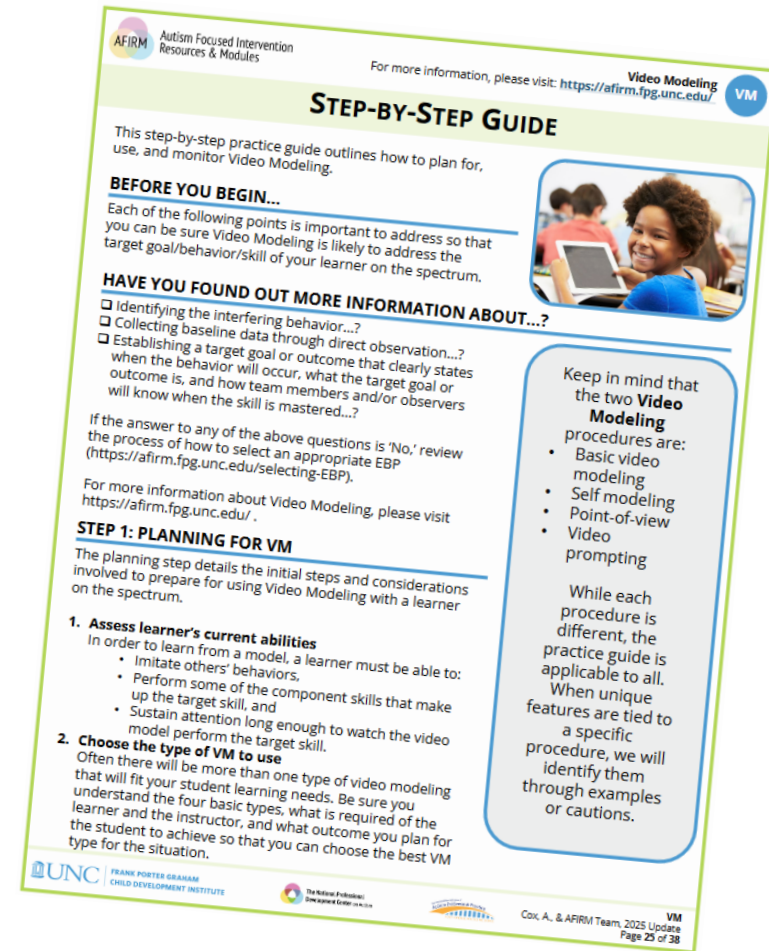 AFIRM
Autism Focused Intervention
Resources & Modules
Video Modeling
For more information, please visit: https://afirm.fpg.unc.edu/
VM
STEP-BY-STEP GUIDE
This step-by-step practice guide outlines how to plan for,
use, and monitor Video Modeling.
BEFORE YOU BEGIN...
Each of the following points is important to address so that
you can be sure Video Modeling is likely to address the
target goal/behavior/skill of your learner on the spectrum.
HAVE YOU FOUND OUT MORE INFORMATION ABOUT...?
❑ Identifying the interfering behavior...?
❑ Collecting baseline data through direct observation...?
❑ Establishing a target goal or outcome that clearly states
when the behavior will occur, what the target goal or
outcome is, and how team members and/or observers
will know when the skill is mastered...?
If the answer to any of the above questions is ‘No,’ review
the process of how to select an appropriate EBP
(https://afirm.fpg.unc.edu/selecting-EBP).
For more information about Video Modeling, please visit
https://afirm.fpg.unc.edu/ .
STEP 1: PLANNING FOR VM
The planning step details the initial steps and considerations
involved to prepare for using Video Modeling with a learner
on the spectrum.
1. Assess learner's current abilities
In order to learn from a model, a learner must be able to:
• Imitate others' behaviors,
• Perform some of the component skills that make
up the target skill, and
• Sustain attention long enough to watch the video
model perform the target skill.
2. Choose the type of VM to use
Often there will be more than one type of video modeling
that will fit your student learning needs. Be sure you
understand the four basic types, what is required of the
learner and the instructor, and what outcome you plan for
the student to achieve so that you can choose the best VM
type for the situation.
Keep in mind that
the two Video
Modeling
procedures are:
• Basic video
modeling
• Self modeling
• Point-of-view
• Video
prompting
While each
procedure is
different, the
practice guide is
applicable to all.
When unique
features are tied to
a specific
procedure, we will
identify them
through examples
or cautions.
UNC
FRANK PORTER GRAHAM
CHILD DEVELOPMENT INSTITUTE
The National Professional
Development Center
VM
Cox, A., & AFIRM Team, 2025 Update
Page 25 of 38